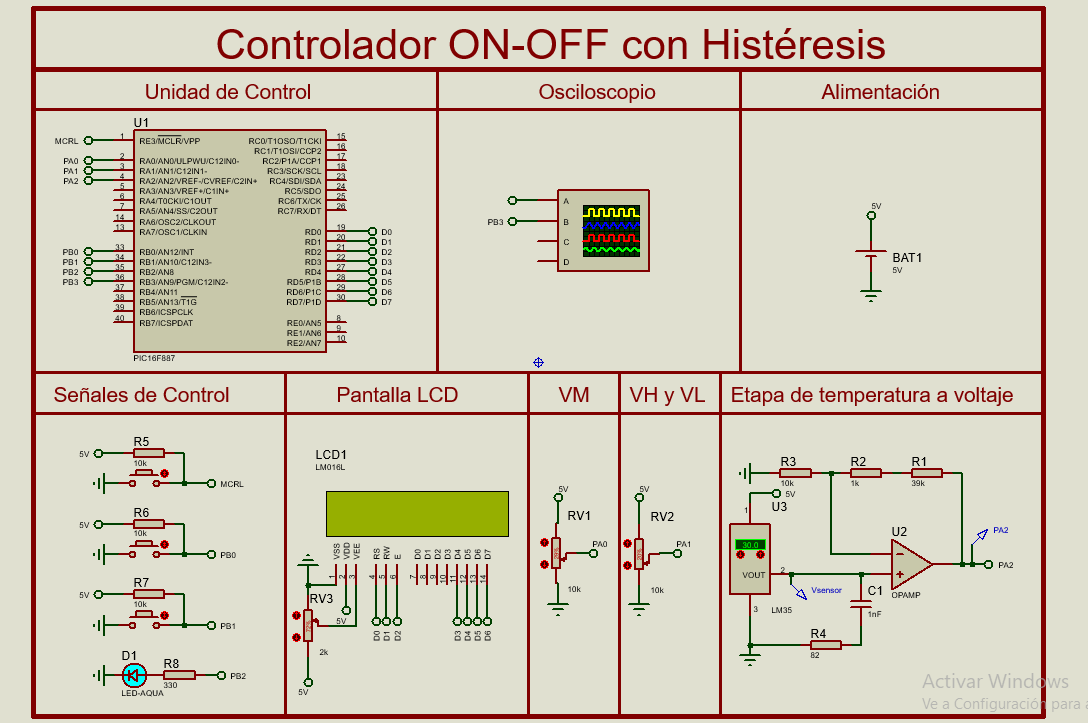 Controlador ON-OFF con Histéresis
Unidad de Control
Osciloscopio
Alimentación
U1
MCRL 1 RE3/MCLR/VPP
PA0 2 RA0/AN0/ULPWU/C12IN0-
PA1 3 RA1/AN1/C12IN1-
PA2 4 RA2/AN2/VREF-/CVREF/C2IN+
5 RA3/AN3/VREF+/C1IN+
6 RA4/T0CKI/C1OUT
7 RA5/AN4/SS/C2OUT
14 RA6/OSC2/CLKOUT
13 RA7/OSC1/CLKIN
PB0 33 RB0/AN12/INT
PB1 34 RB1/AN10/C12IN3-
PB2 35 RB2/AN8
PB3 36 RB3/AN9/PGM/C12IN2-
37 RB4/AN11
38 RB5/AN13/T1G
39 RB6/ICSPCLK
40 RB7/ICSPDAT
RC0/T1OSO/T1CKI 15
RC1/T1OSI/CCP2 16
RC2/P1A/CCP1 17
RC3/SCK/SCL 18
RC4/SDI/SDA 23
RC5/SDO 24
RC6/TX/CK 25
RC7/RX/DT 26
RD0 19 D0
RD1 20 D1
RD2 21 D2
RD3 22 D3
RD4 27 D4
RD5/P1B 28 D5
RD6/P1C 29 D6
RD7/P1D 30 D7
RE0/AN5 8
RE1/AN6 9
RE2/AN7 10
PIC16F887
A
PB3 B
C
D
5V
BAT1
5V
Señales de Control
Pantalla LCD
VM
VH y VL
Etapa de temperatura a voltaje
R5
5V
10k
MCRL
R6
5V
10k
PB0
R7
5V
10k
PB1
D1
LED-AQUA
R8
330
PB2
LCD1
LM016L
VSS VDD VEE RS RW E D0 D1 D2 D3 D4 D5 D6 D7
1 2 3 4 5 6 7 8 9 10 11 12 13 14
RV3
5V
2k
5V
D0 D1 D2 D3 D4 D5 D6
5V
RV1
PA0
10k
5V
RV2
PA1
10k
R3
10k
R2
1k
R1
39k
5V
U3
1
30.0
VOUT 2
3
LM35
Vsensor
U2
OPAMP
PA2
PA2
C1
1nF
R4
82
Activar Windows
Ve a Configuración para